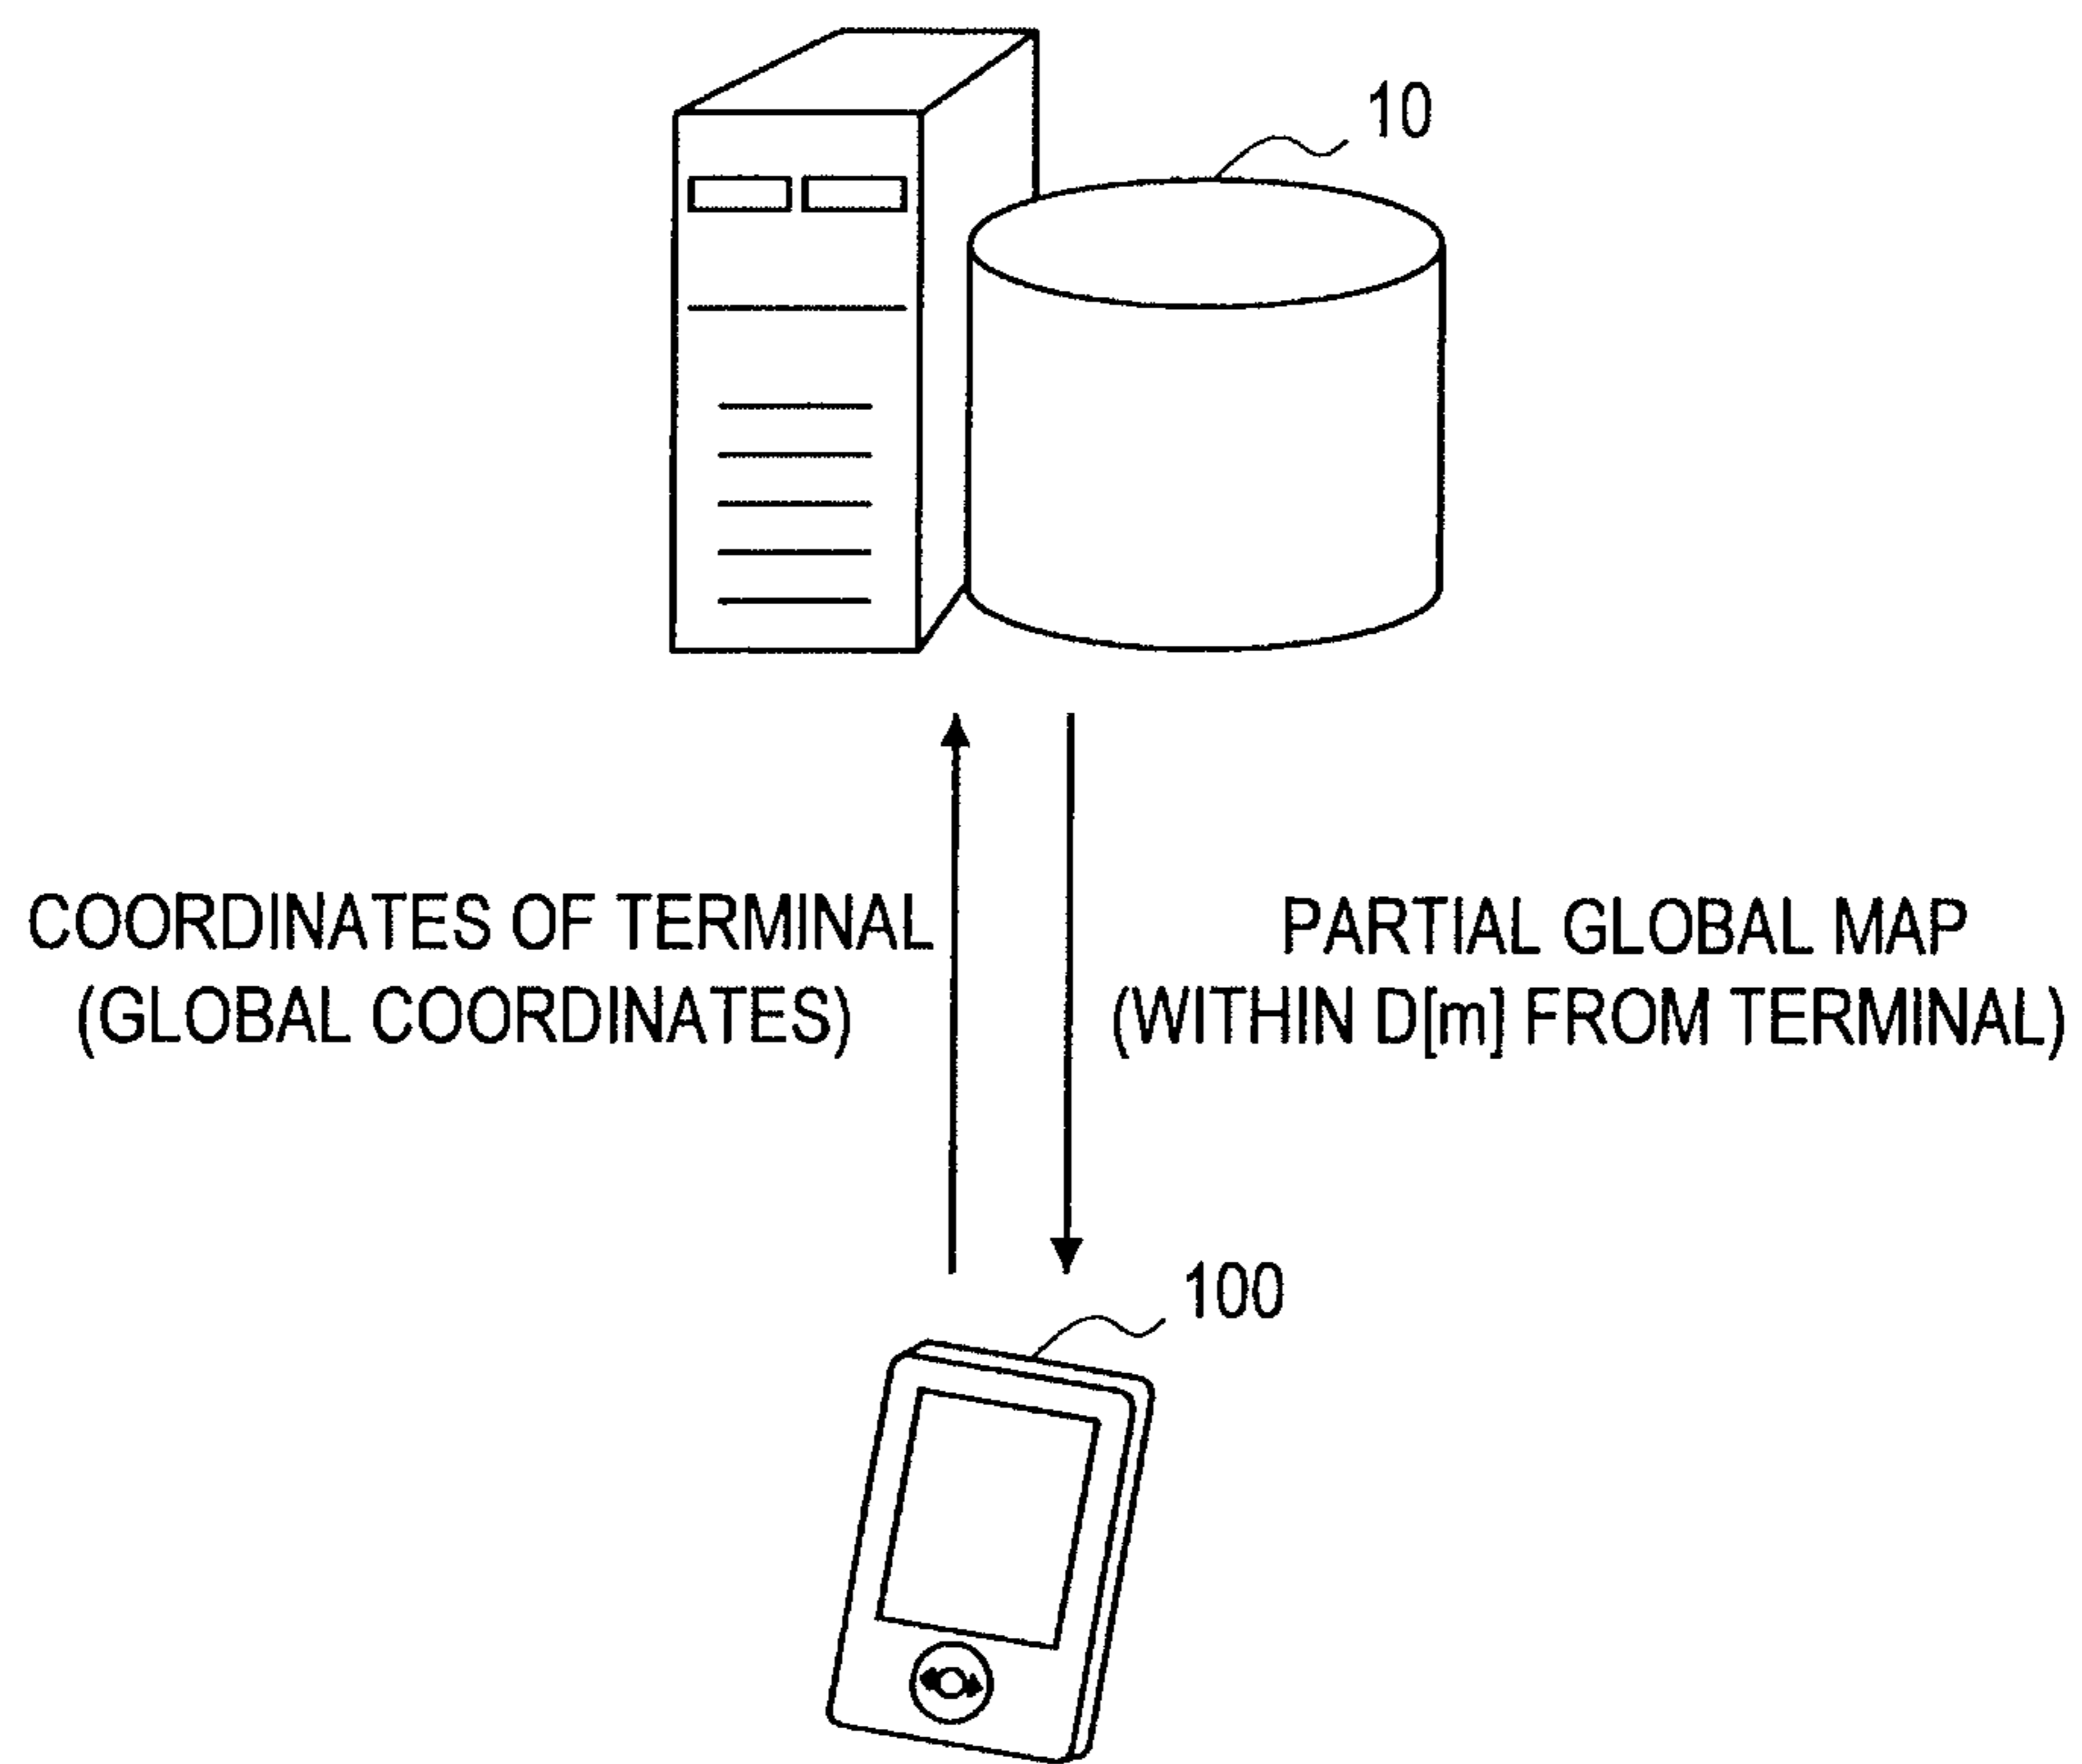 10
COORDINATES OF TERMINAL
(GLOBAL COORDINATES)
PARTIAL GLOBAL MAP
(WITHIN D[m] FROM TERMINAL)
100